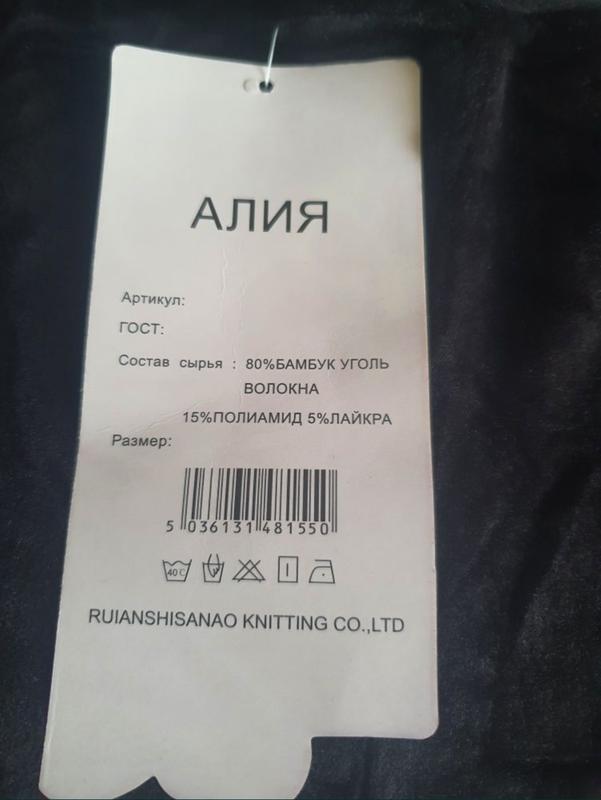 АЛИЯ
Артикул:
ГОСТ:
Состав сырья : 80%БАМБУК УГОЛЬ
ВОЛОКНА
15%ПОЛИАМИД 5%ЛАЙКРА
Размер:
5 036131 481550
40 C
RUIANSHISANAO KNITTING CO.,LTD